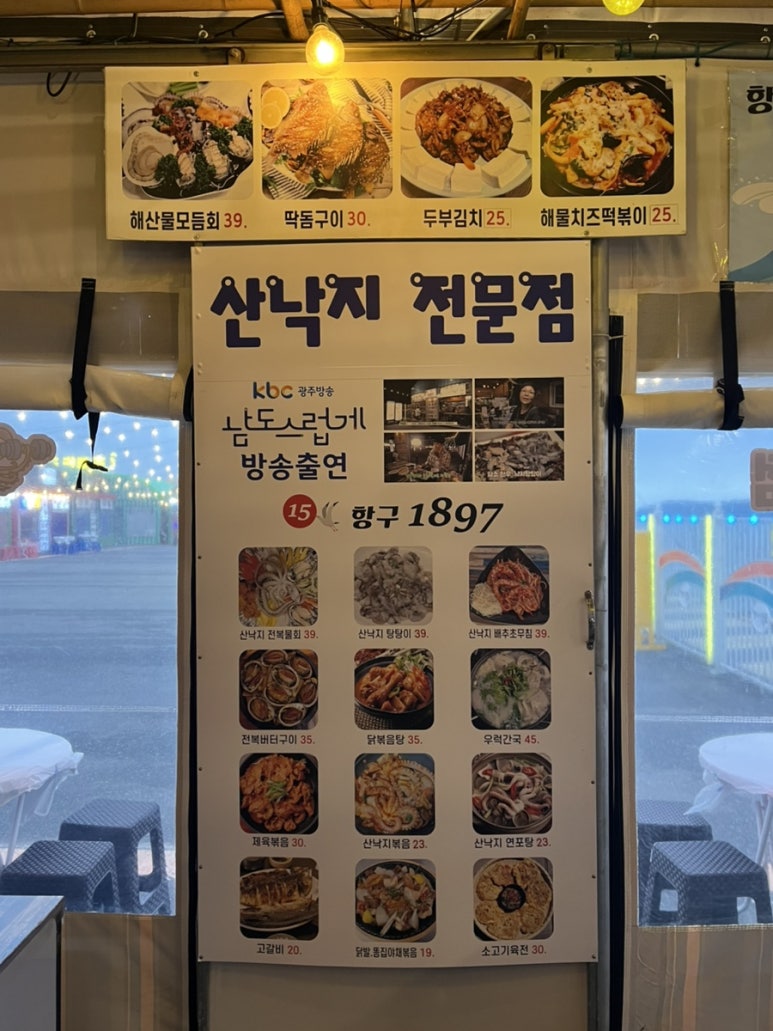 해산물모듬회 39. 딱돔구이 30. 두부김치 25. 해물치즈떡볶이 25.
항
산낙지 전문점
kbc 광주방송
남도스럽게
방송출연
15 항구 1897
산낙지 전복물회 39. 산낙지 탕탕이 39. 산낙지 배추초무침 39.
전복버터구이 35. 닭볶음탕 35. 우럭간국 45.
제육볶음 30. 산낙지볶음 23. 산낙지 연포탕 23.
고갈비 20. 닭발,똥집야채볶음 19. 소고기육전 30.